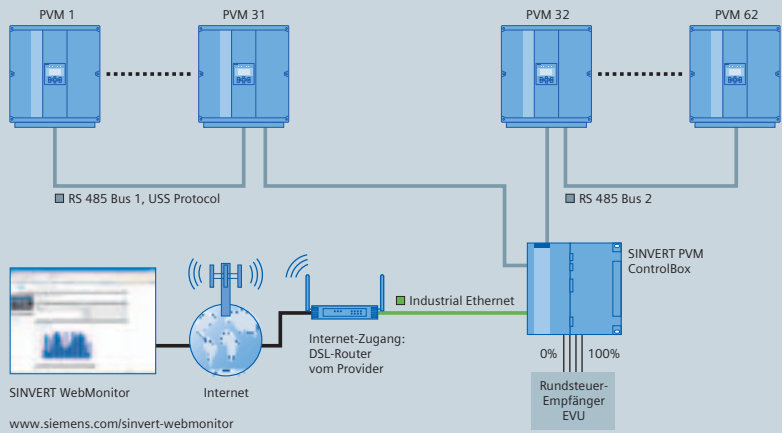 PVM 1
PVM 31
PVM 32
PVM 62
RS 485 Bus 1, USS Protocol
RS 485 Bus 2
SINVERT PVM
ControlBox
Industrial Ethernet
Internet-Zugang:
DSL-Router
vom Provider
0%
100%
Rundsteuer-
Empfänger
EVU
SINVERT WebMonitor
Internet
www.siemens.com/sinvert-webmonitor